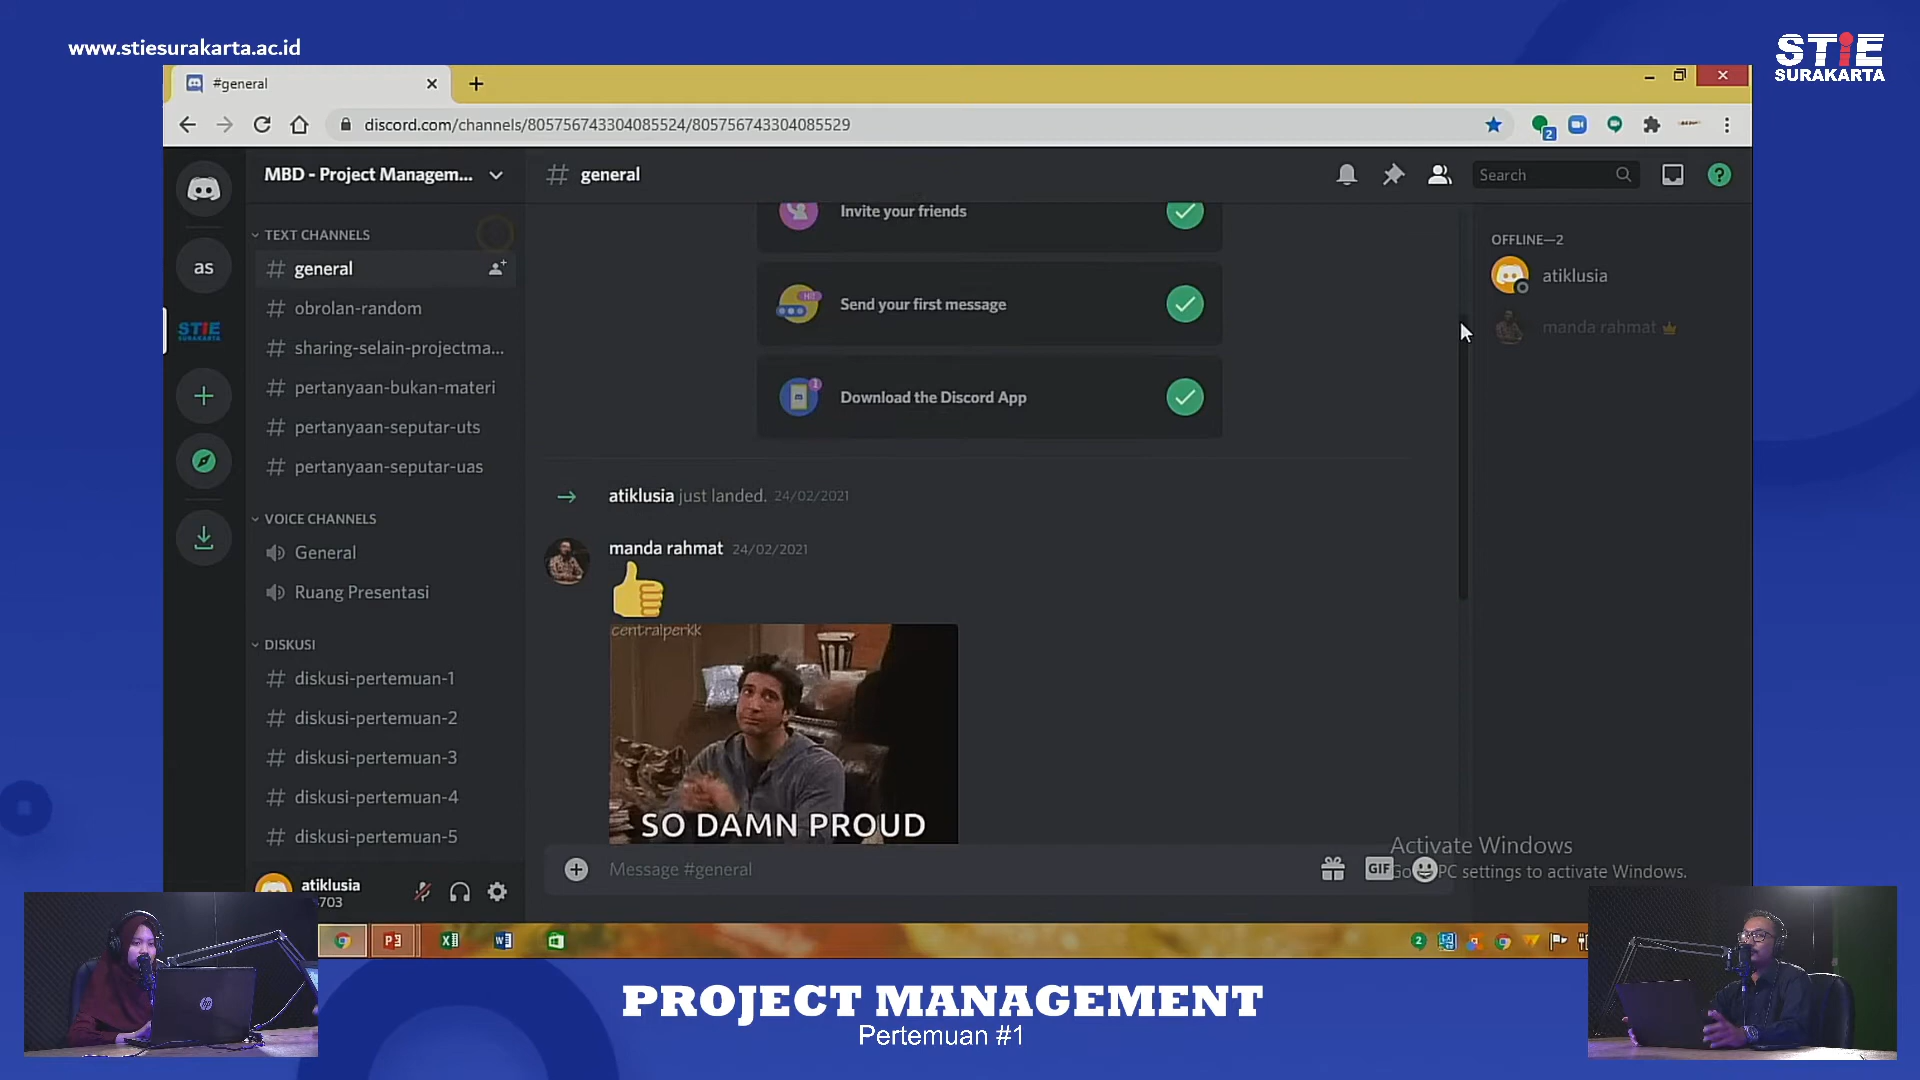 www.stiesurakarta.ac.id
STIE
SURAKARTA
#general
discord.com/channels/805756743304085524/805756743304085529
2
MBD - Project Managem...
general
Search
TEXT CHANNELS
general
obrolan-random
sharing-selain-projectma...
pertanyaan-bukan-materi
pertanyaan-seputar-uts
pertanyaan-seputar-uas
VOICE CHANNELS
General
Ruang Presentasi
DISKUSI
diskusi-pertemuan-1
diskusi-pertemuan-2
diskusi-pertemuan-3
diskusi-pertemuan-4
diskusi-pertemuan-5
atiklusia
703
as
STIE
SURAKARTA
Invite your friends
Send your first message
Download the Discord App
atiklusia just landed. 24/02/2021
manda rahmat 24/02/2021
centralperkk
SO DAMN PROUD
Message #general
GIF
OFFLINE—2
atiklusia
manda rahmat
Activate Windows
PC settings to activate Windows.
PROJECT MANAGEMENT
Pertemuan #1